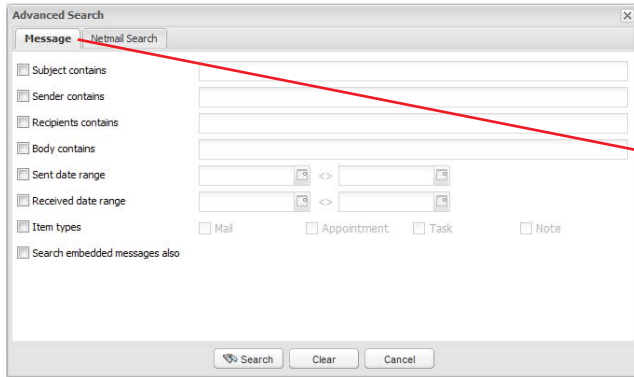 Advanced Search
Message Netmail Search
Subject contains
Sender contains
Recipients contains
Body contains
Sent date range <>
Received date range <>
Item types Mail Appointment Task Note
Search embedded messages also
Search Clear Cancel